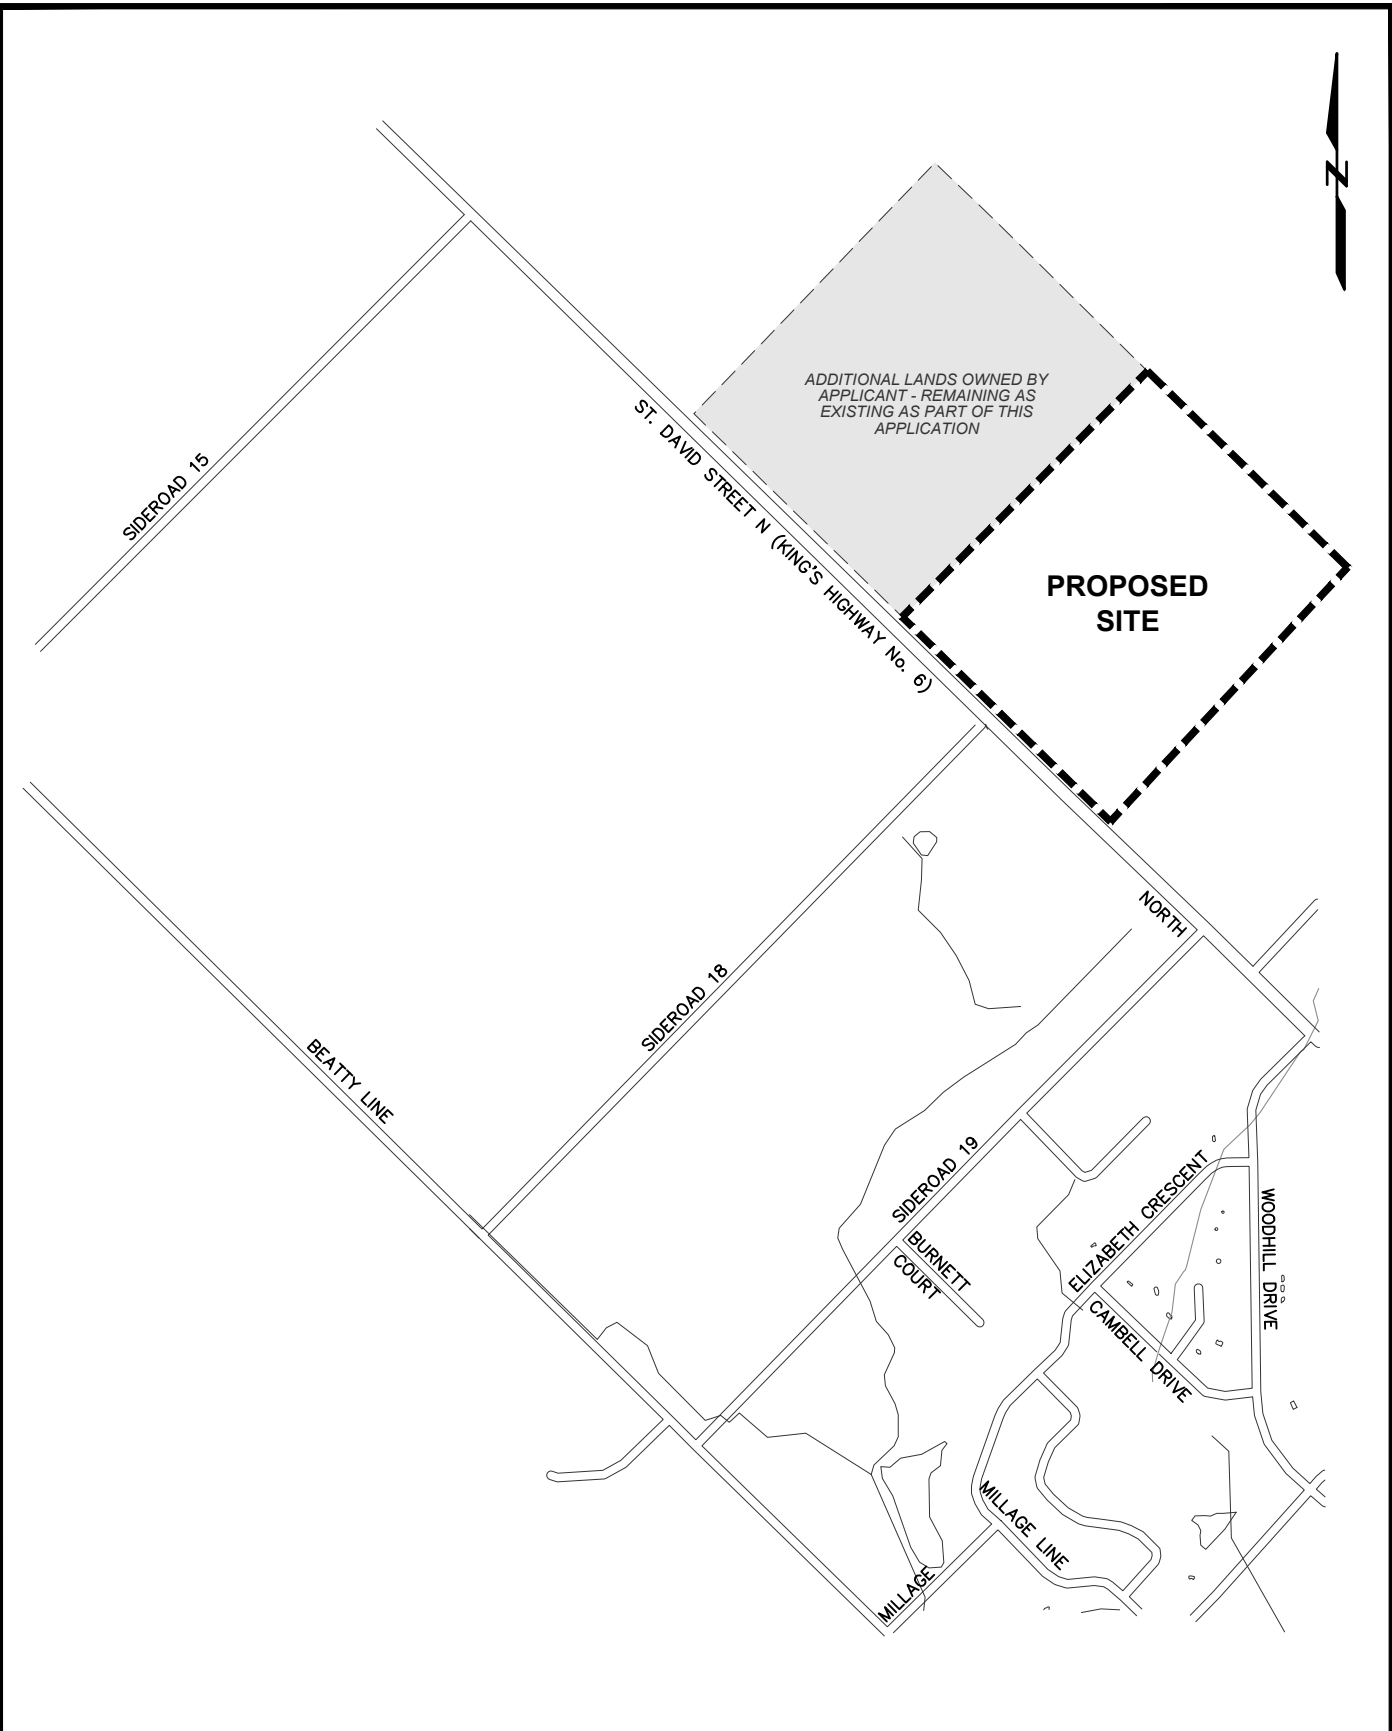 N
ADDITIONAL LANDS OWNED BY
APPLICANT - REMAINING AS
EXISTING AS PART OF THIS
APPLICATION
ST. DAVID STREET N (KING'S HIGHWAY No. 6)
SIDEROAD 15
PROPOSED
SITE
NORTH
SIDEROAD 18
BEATTY LINE
SIDEROAD 19
BURNETT
COURT
ELIZABETH CRESCENT
WOODHILL DRIVE
CAMBELL DRIVE
MILLAGE LINE
MILLAGE